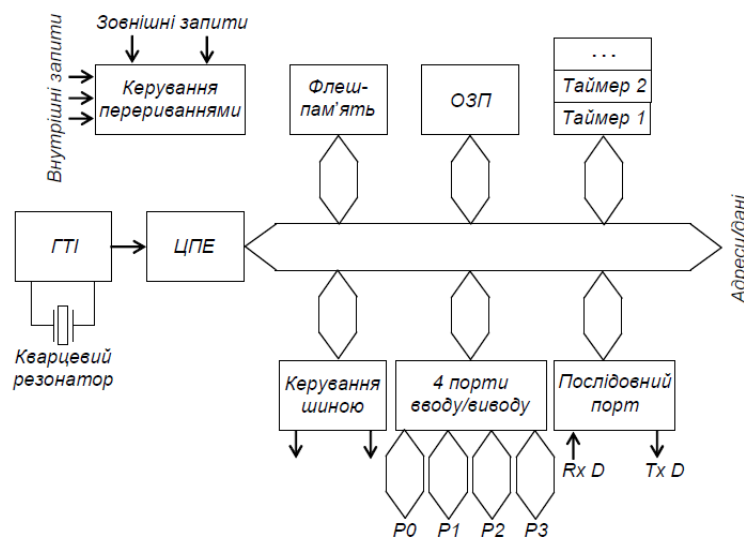 Зовнішні запити
Внутрішні запити
Керування
перериваннями
Флеш-
пам'ять
ОЗП
...
Таймер 2
Таймер 1
ГТІ
ЦПЕ
Адреси/дані
Кварцевий
резонатор
Керування
шиною
4 порти
вводу/виводу
Послідовний
порт
Rx D
Tx D
P0
P1
P2
P3